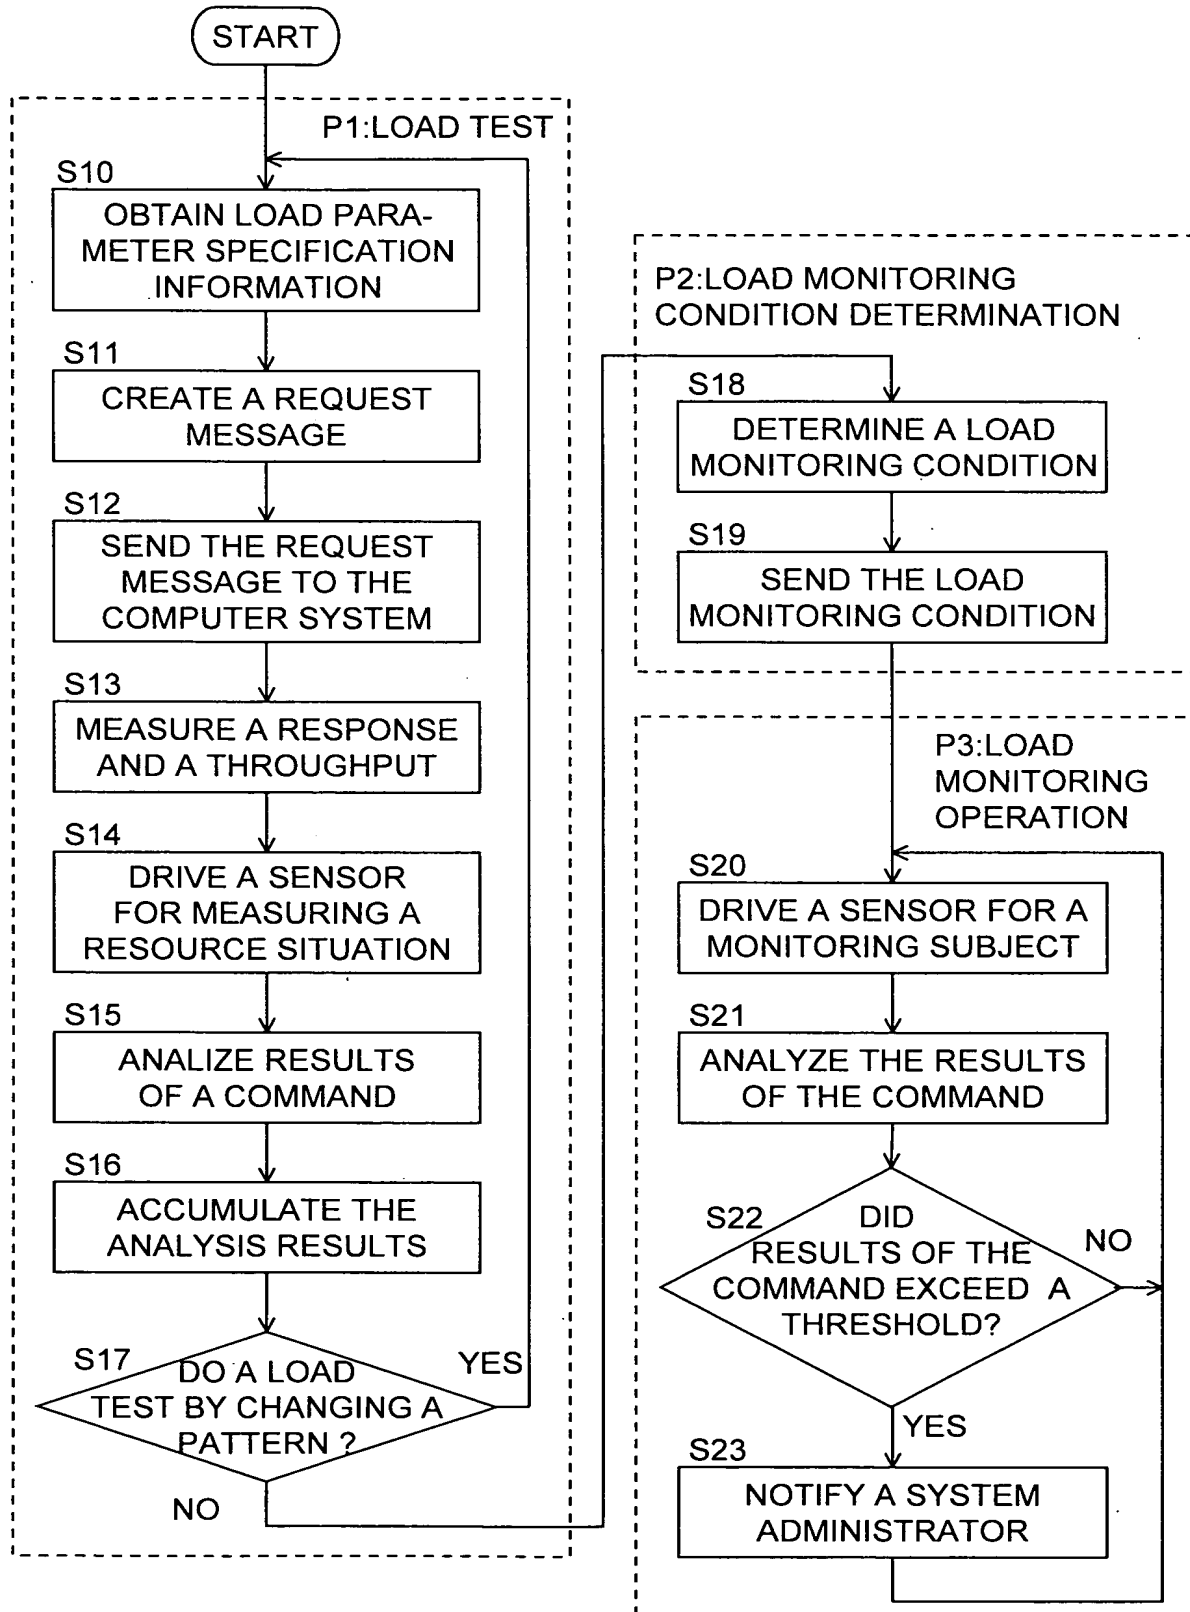 START
P1:LOAD TEST
S10
OBTAIN LOAD PARA-
METER SPECIFICATION
INFORMATION
S11
CREATE A REQUEST
MESSAGE
S12
SEND THE REQUEST
MESSAGE TO THE
COMPUTER SYSTEM
S13
MEASURE A RESPONSE
AND A THROUGHPUT
S14
DRIVE A SENSOR
FOR MEASURING A
RESOURCE SITUATION
S15
ANALIZE RESULTS
OF A COMMAND
S16
ACCUMULATE THE
ANALYSIS RESULTS
S17
DO A LOAD
TEST BY CHANGING A
PATTERN ?
YES
NO
P2:LOAD MONITORING
CONDITION DETERMINATION
S18
DETERMINE A LOAD
MONITORING CONDITION
S19
SEND THE LOAD
MONITORING CONDITION
P3:LOAD
MONITORING
OPERATION
S20
DRIVE A SENSOR FOR A
MONITORING SUBJECT
S21
ANALYZE THE RESULTS
OF THE COMMAND
S22
DID
RESULTS OF THE
COMMAND EXCEED A
THRESHOLD?
NO
YES
S23
NOTIFY A SYSTEM
ADMINISTRATOR